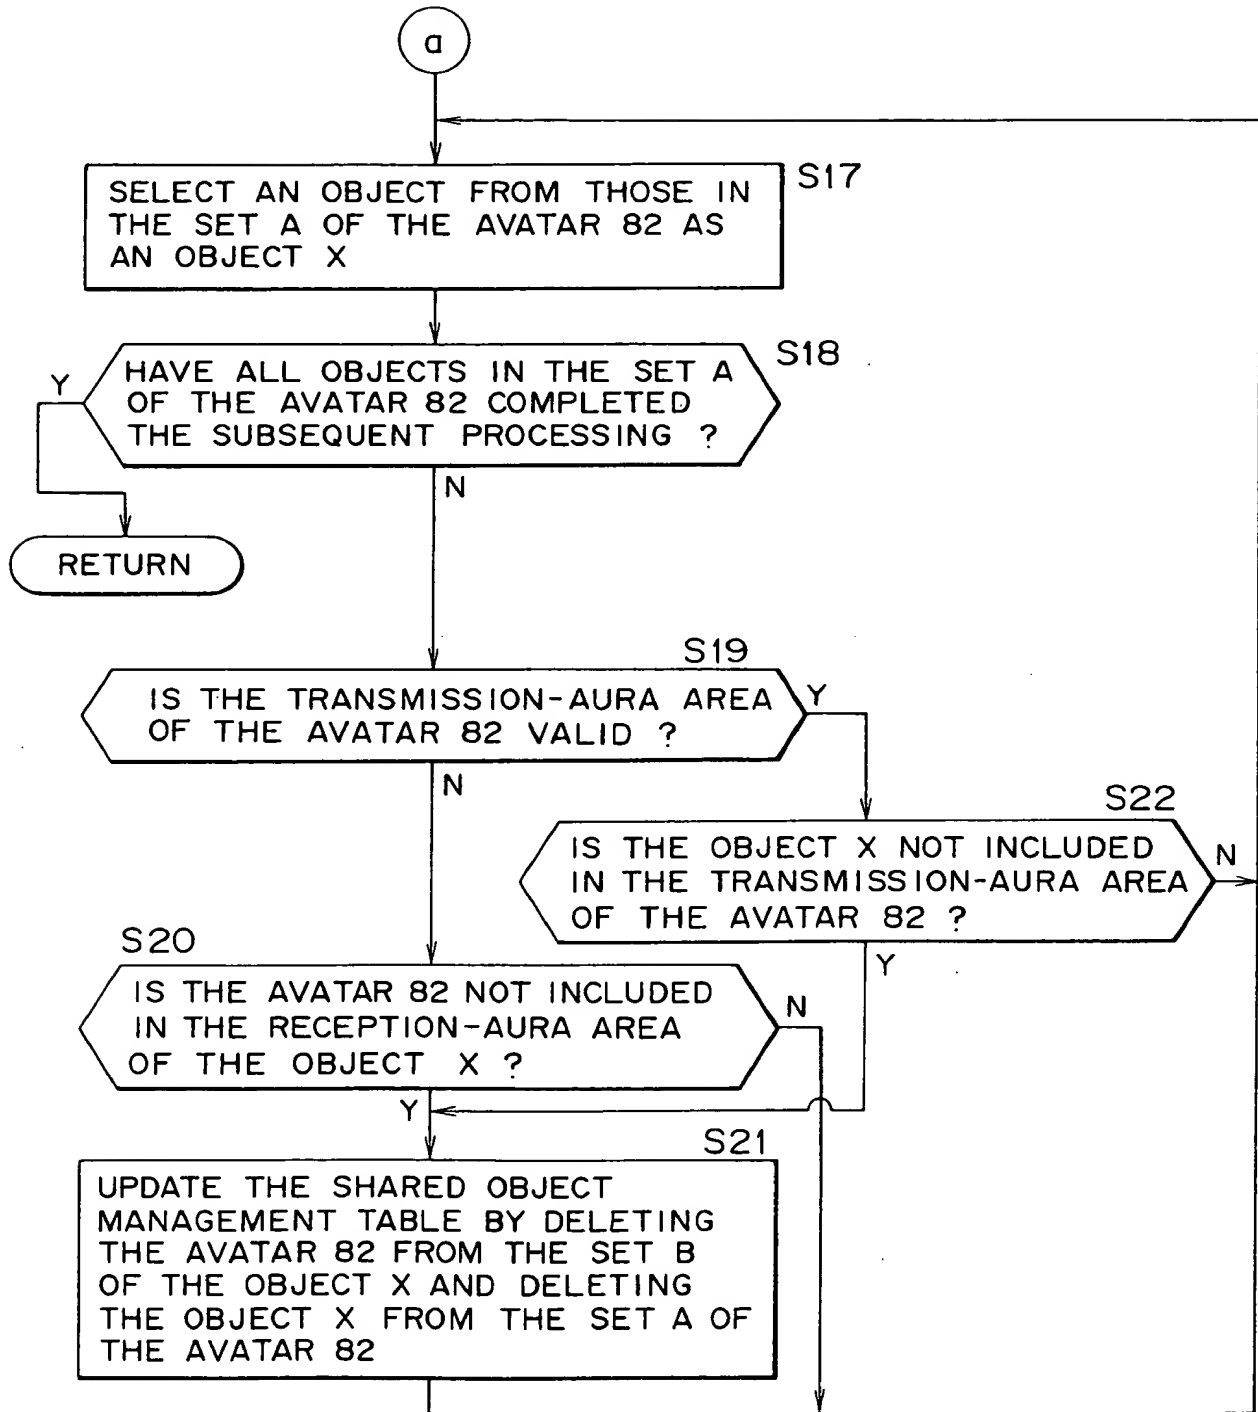 a
S17
SELECT AN OBJECT FROM THOSE IN
THE SET A OF THE AVATAR 82 AS
AN OBJECT X
S18
HAVE ALL OBJECTS IN THE SET A
OF THE AVATAR 82 COMPLETED
THE SUBSEQUENT PROCESSING ?
Y
N
RETURN
S19
IS THE TRANSMISSION-AURA AREA
OF THE AVATAR 82 VALID ?
Y
N
S22
IS THE OBJECT X NOT INCLUDED
IN THE TRANSMISSION-AURA AREA
OF THE AVATAR 82 ?
N
Y
S20
IS THE AVATAR 82 NOT INCLUDED
IN THE RECEPTION-AURA AREA
OF THE OBJECT X ?
N
Y
S21
UPDATE THE SHARED OBJECT
MANAGEMENT TABLE BY DELETING
THE AVATAR 82 FROM THE SET B
OF THE OBJECT X AND DELETING
THE OBJECT X FROM THE SET A OF
THE AVATAR 82